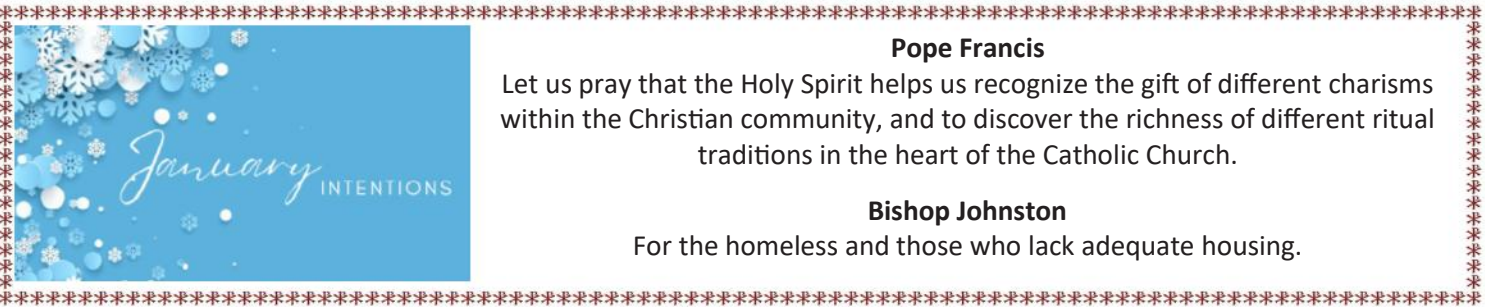 January INTENTIONS
Pope Francis
Let us pray that the Holy Spirit helps us recognize the gift of different charisms
within the Christian community, and to discover the richness of different ritual
traditions in the heart of the Catholic Church.
Bishop Johnston
For the homeless and those who lack adequate housing.